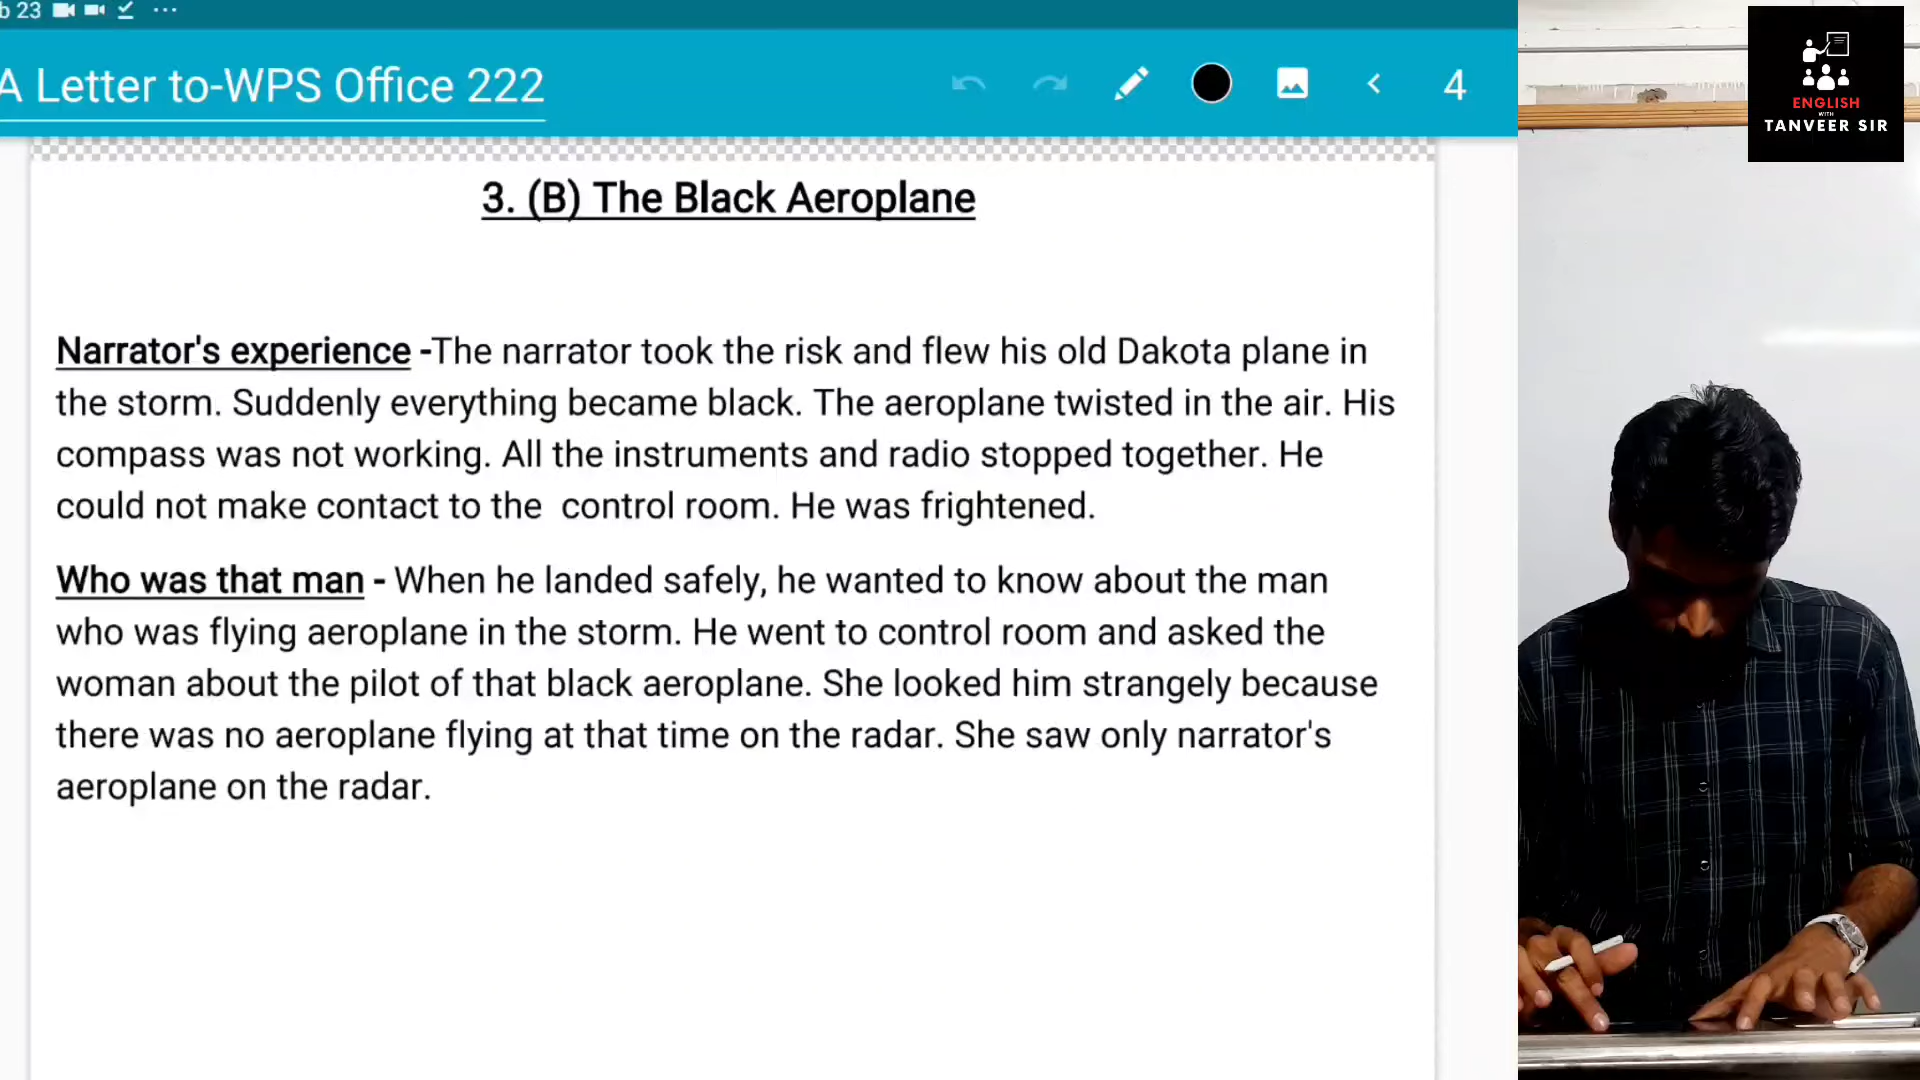 b 23
A Letter to-WPS Office 222
4
ENGLISH
WITH
TANVEER SIR
3. (B) The Black Aeroplane
Narrator's experience -The narrator took the risk and flew his old Dakota plane in
the storm. Suddenly everything became black. The aeroplane twisted in the air. His
compass was not working. All the instruments and radio stopped together. He
could not make contact to the  control room. He was frightened.
Who was that man - When he landed safely, he wanted to know about the man
who was flying aeroplane in the storm. He went to control room and asked the
woman about the pilot of that black aeroplane. She looked him strangely because
there was no aeroplane flying at that time on the radar. She saw only narrator's
aeroplane on the radar.